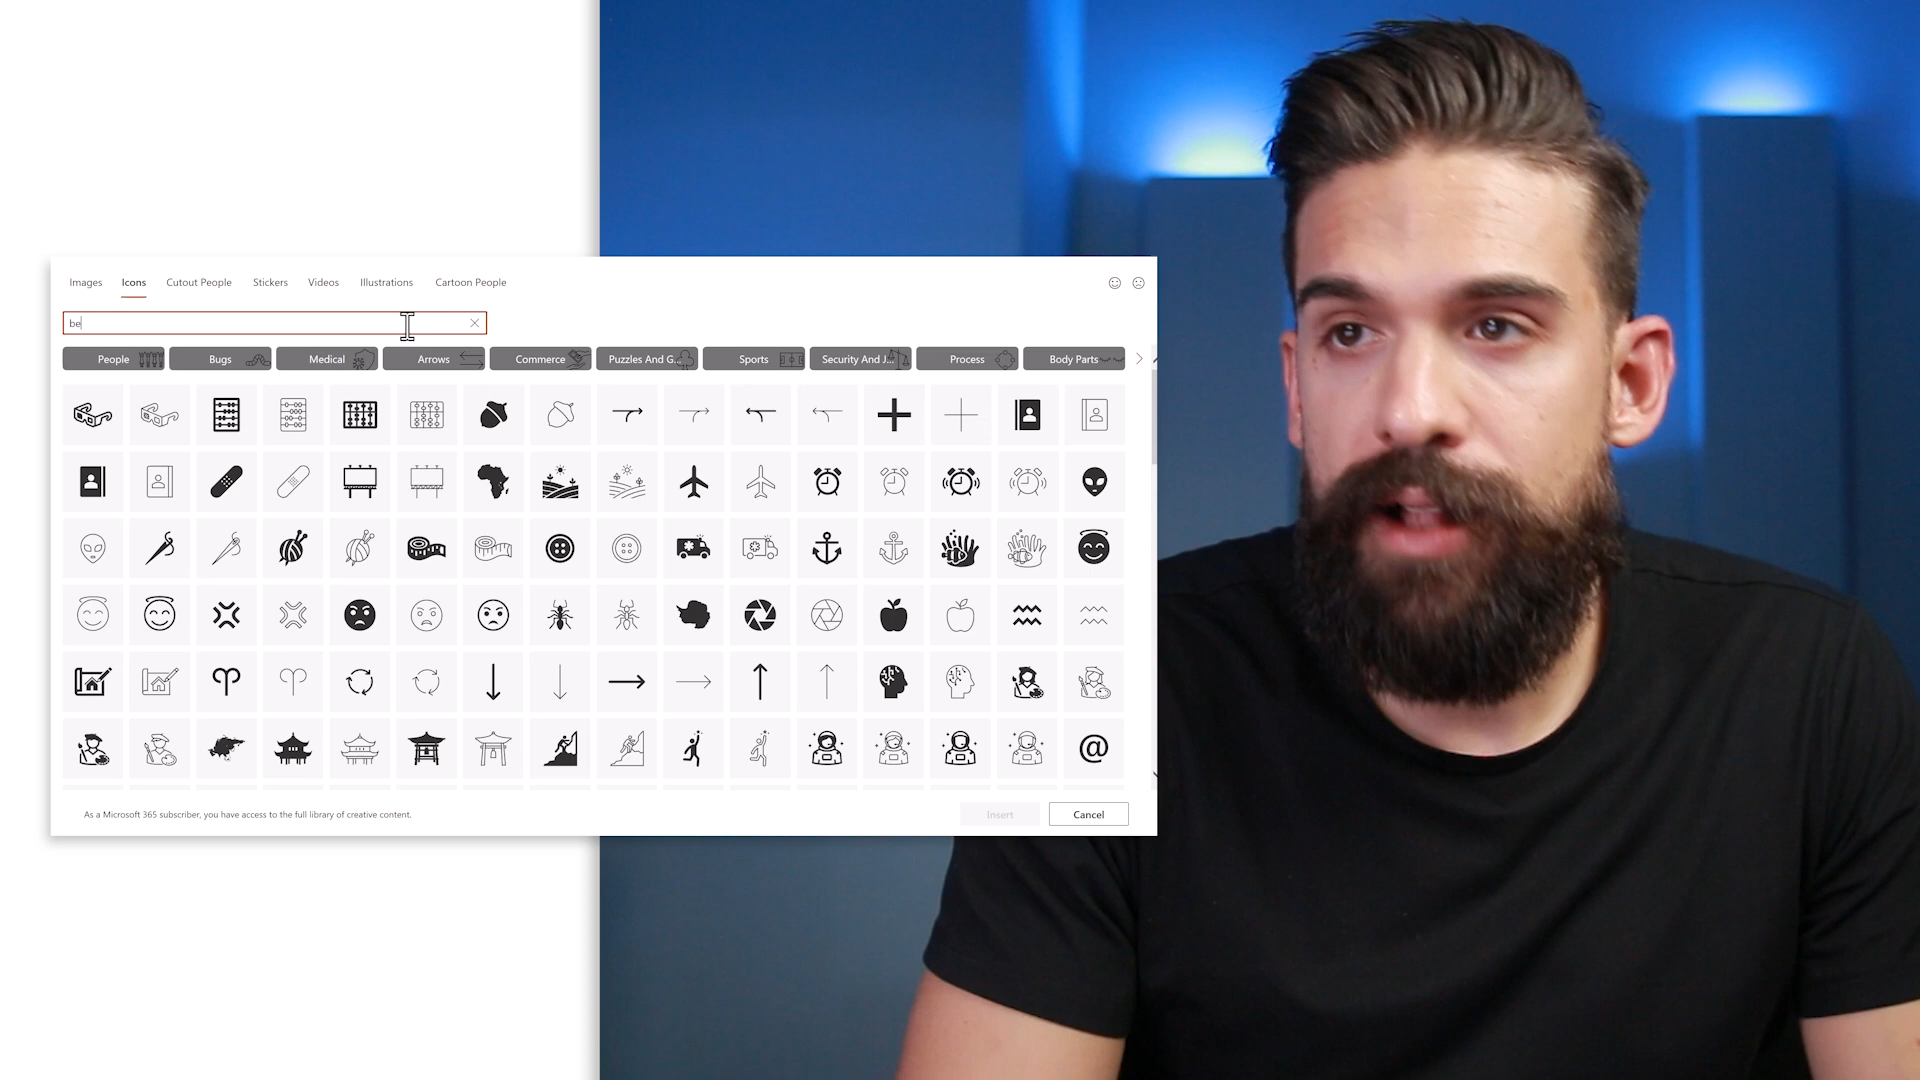 Images Icons Cutout People Stickers Videos Illustrations Cartoon People
be
People Bugs Medical Arrows Commerce Puzzles And G... Sports Security And J... Process Body Parts
@
As a Microsoft 365 subscriber, you have access to the full library of creative content. Insert Cancel